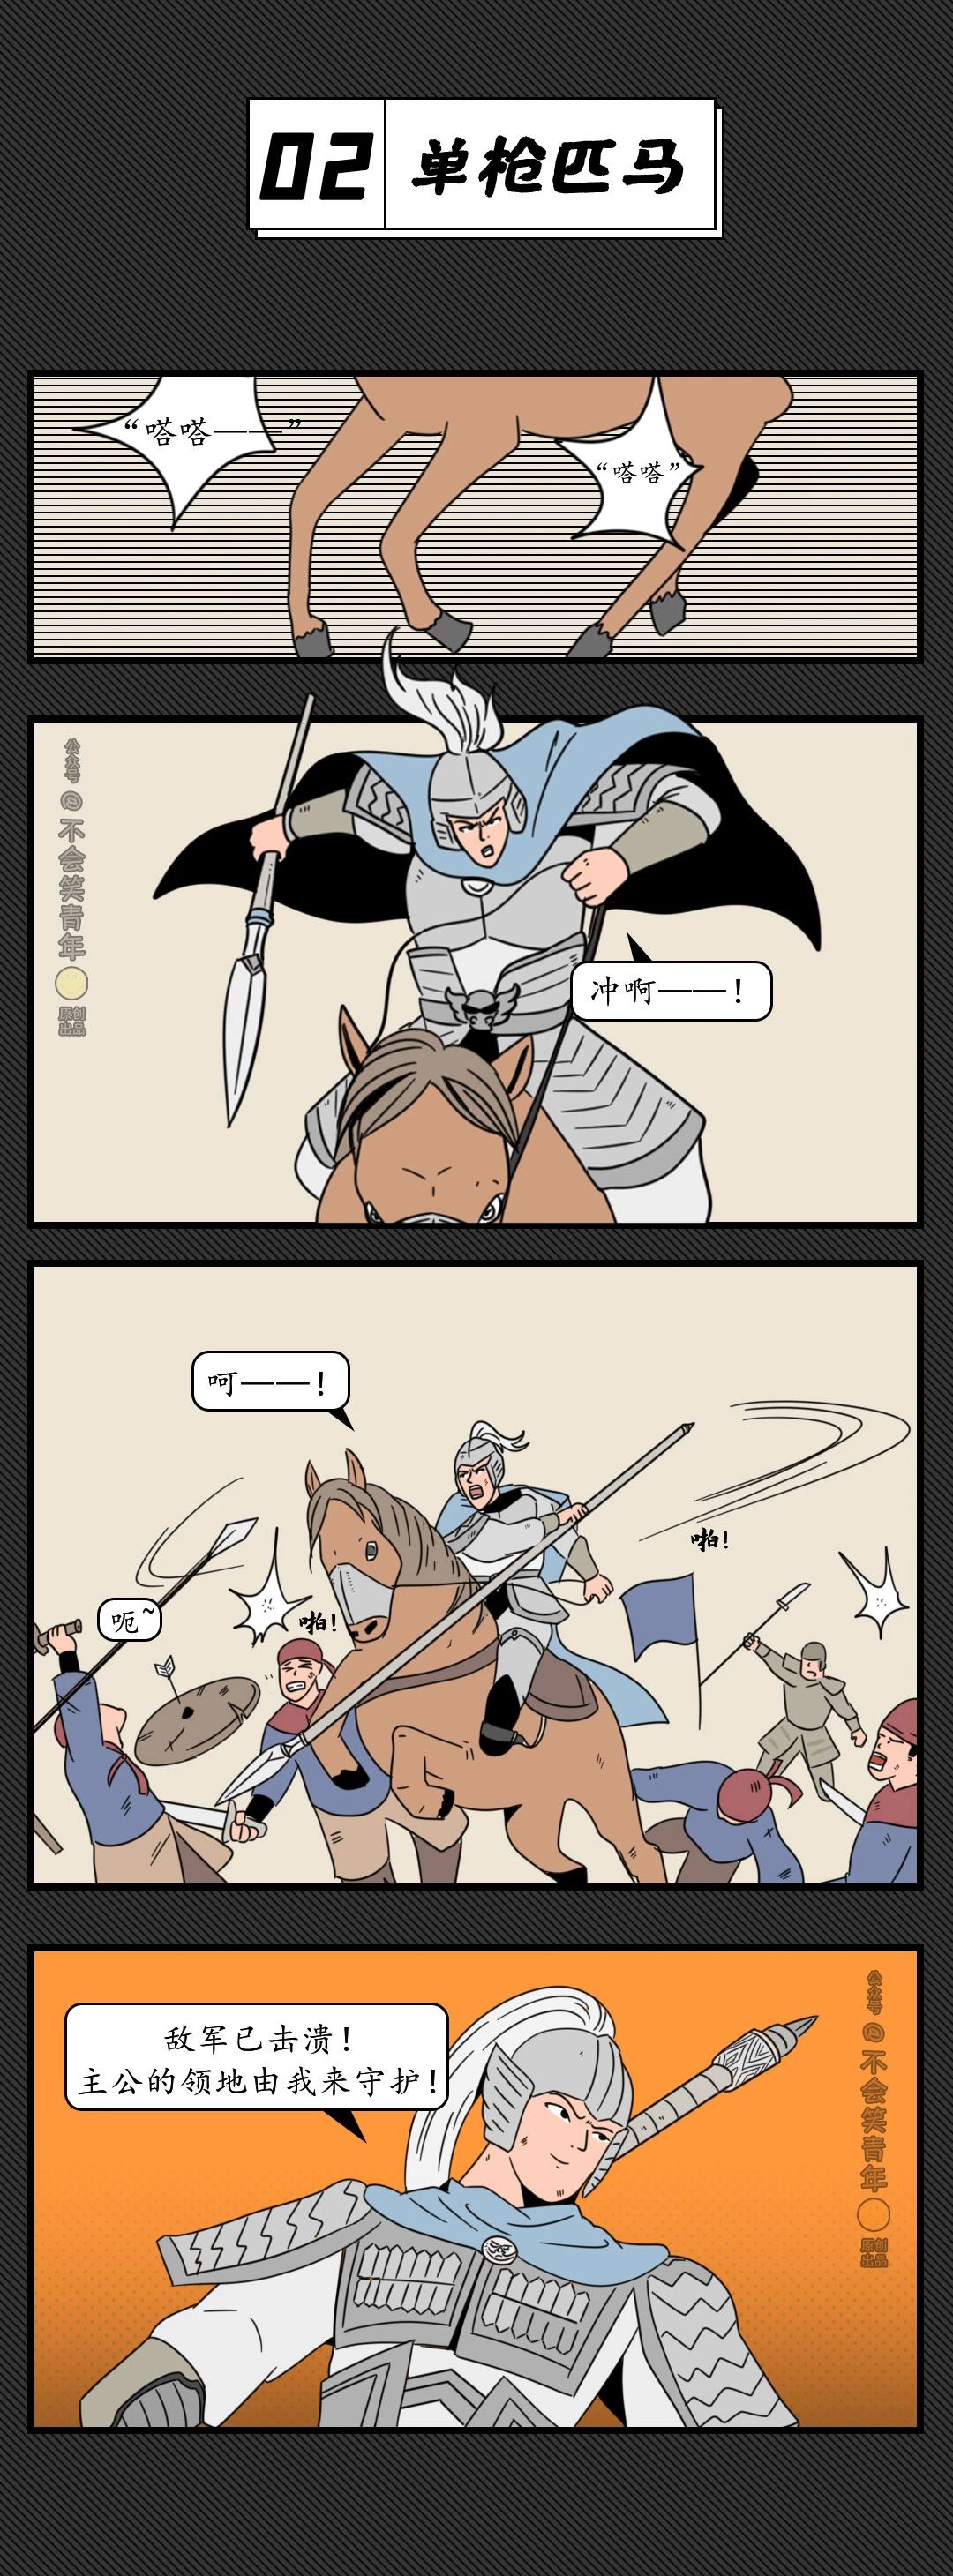 02 单枪匹马
“嗒嗒——”
“嗒嗒”
公众号@不会笑青年
原创出品
冲啊——！
呵——！
啪！
呃~
啪！
敌军已击溃！
主公的领地由我来守护！
公众号@不会笑青年
原创出品